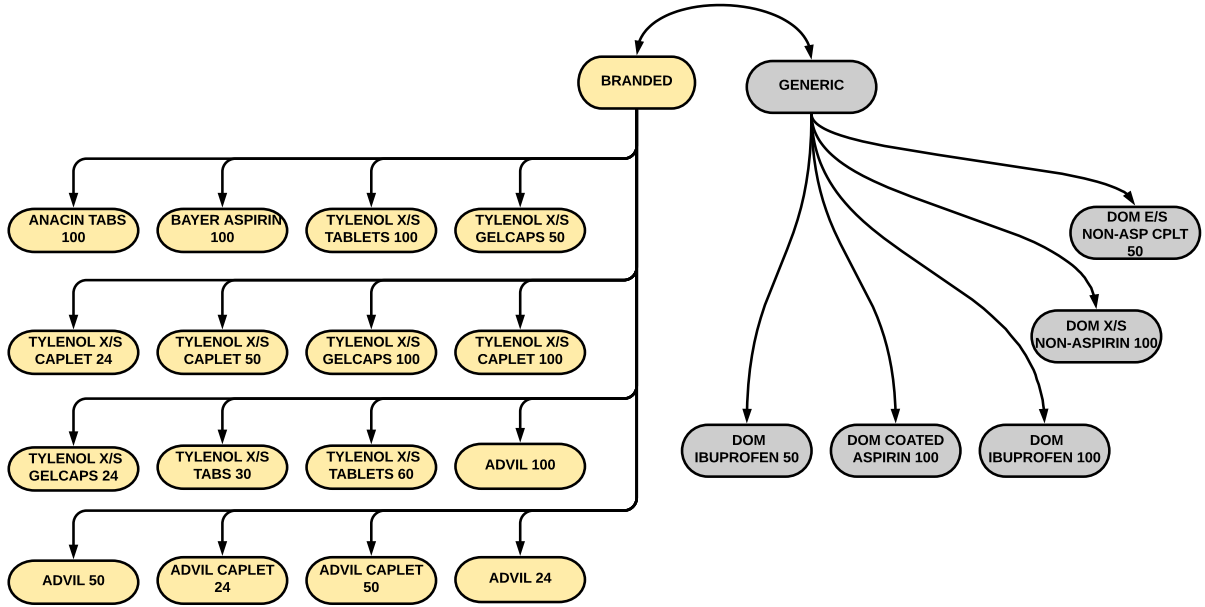 BRANDED
GENERIC
ANACIN TABS
100
BAYER ASPIRIN
100
TYLENOL X/S
TABLETS 100
TYLENOL X/S
GELCAPS 50
DOM E/S
NON-ASP CPLT
50
TYLENOL X/S
CAPLET 24
TYLENOL X/S
CAPLET 50
TYLENOL X/S
GELCAPS 100
TYLENOL X/S
CAPLET 100
DOM X/S
NON-ASPIRIN 100
TYLENOL X/S
GELCAPS 24
TYLENOL X/S
TABS 30
TYLENOL X/S
TABLETS 60
ADVIL 100
DOM
IBUPROFEN 50
DOM COATED
ASPIRIN 100
DOM
IBUPROFEN 100
ADVIL 50
ADVIL CAPLET
24
ADVIL CAPLET
50
ADVIL 24